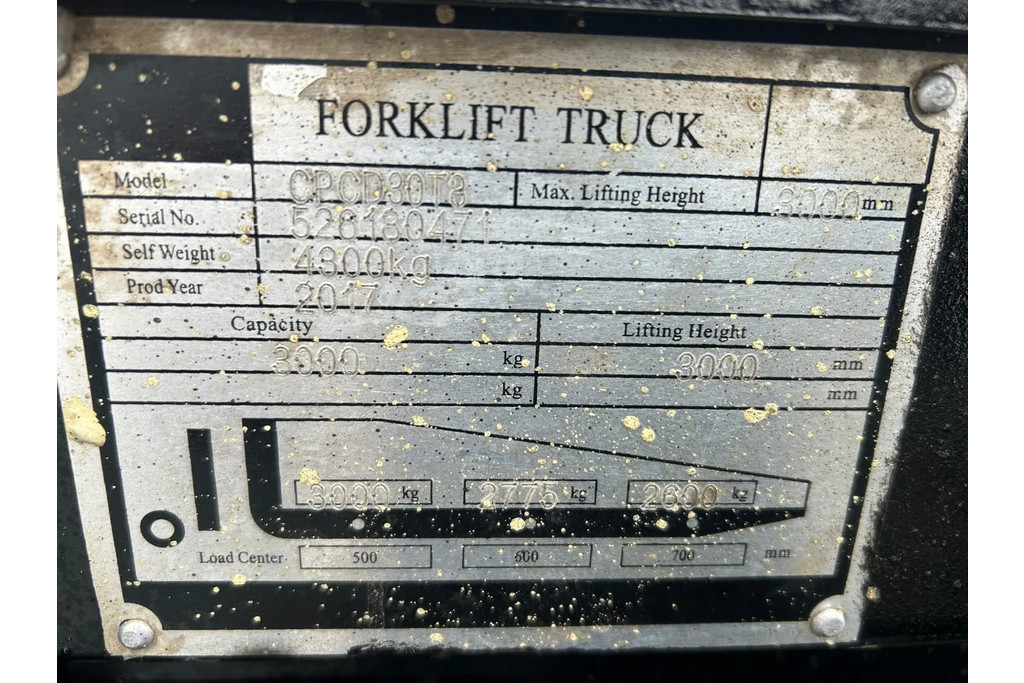 FORKLIFT TRUCK
Model CPCD30T8 Max. Lifting Height 3000 mm
Serial No. 526180471
Self Weight 4300kg
Prod Year 2017
Capacity Lifting Height
3000 kg 3000 mm
kg mm
3000 kg 2775 kg 2600 kg
Load Center 500 600 700 mm